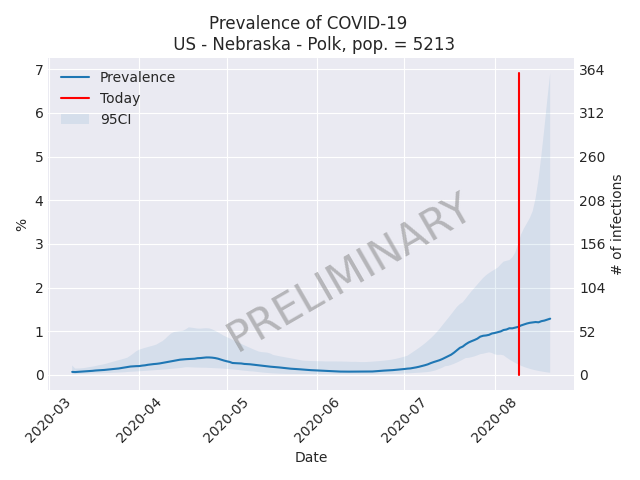 Prevalence of COVID-19
US - Nebraska - Polk, pop. = 5213
Prevalence
Today
95CI
PRELIMINARY
%
7
6
5
4
3
2
1
0
364
312
260
208
156
104
52
0
# of infections
2020-03
2020-04
2020-05
2020-06
2020-07
2020-08
Date